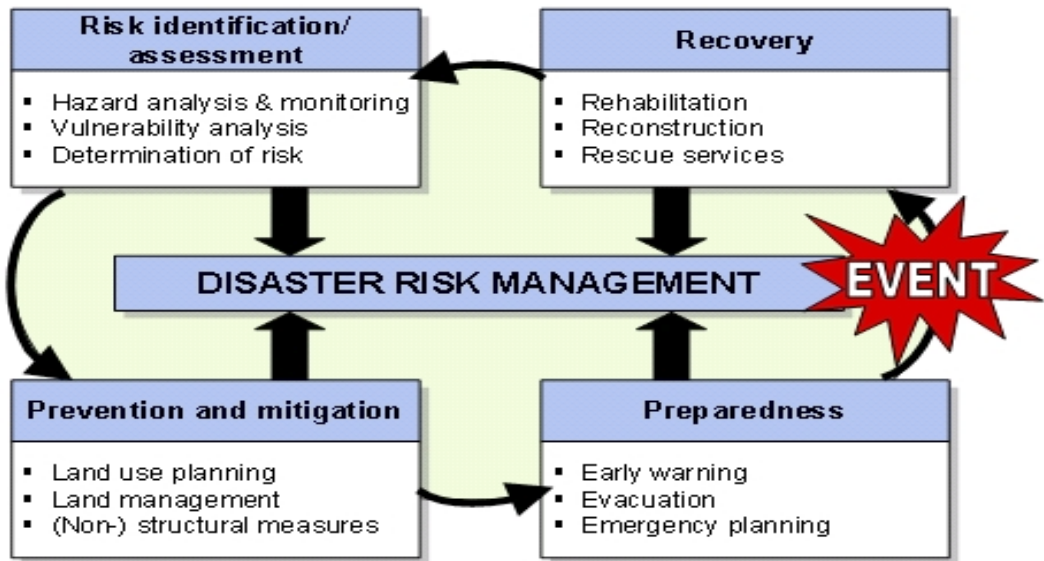 Risk identification/
assessment
▪ Hazard analysis & monitoring
▪ Vulnerability analysis
▪ Determination of risk
Recovery
▪ Rehabilitation
▪ Reconstruction
▪ Rescue services
DISASTER RISK MANAGEMENT
EVENT
Prevention and mitigation
▪ Land use planning
▪ Land management
▪ (Non-) structural measures
Preparedness
▪ Early warning
▪ Evacuation
▪ Emergency planning